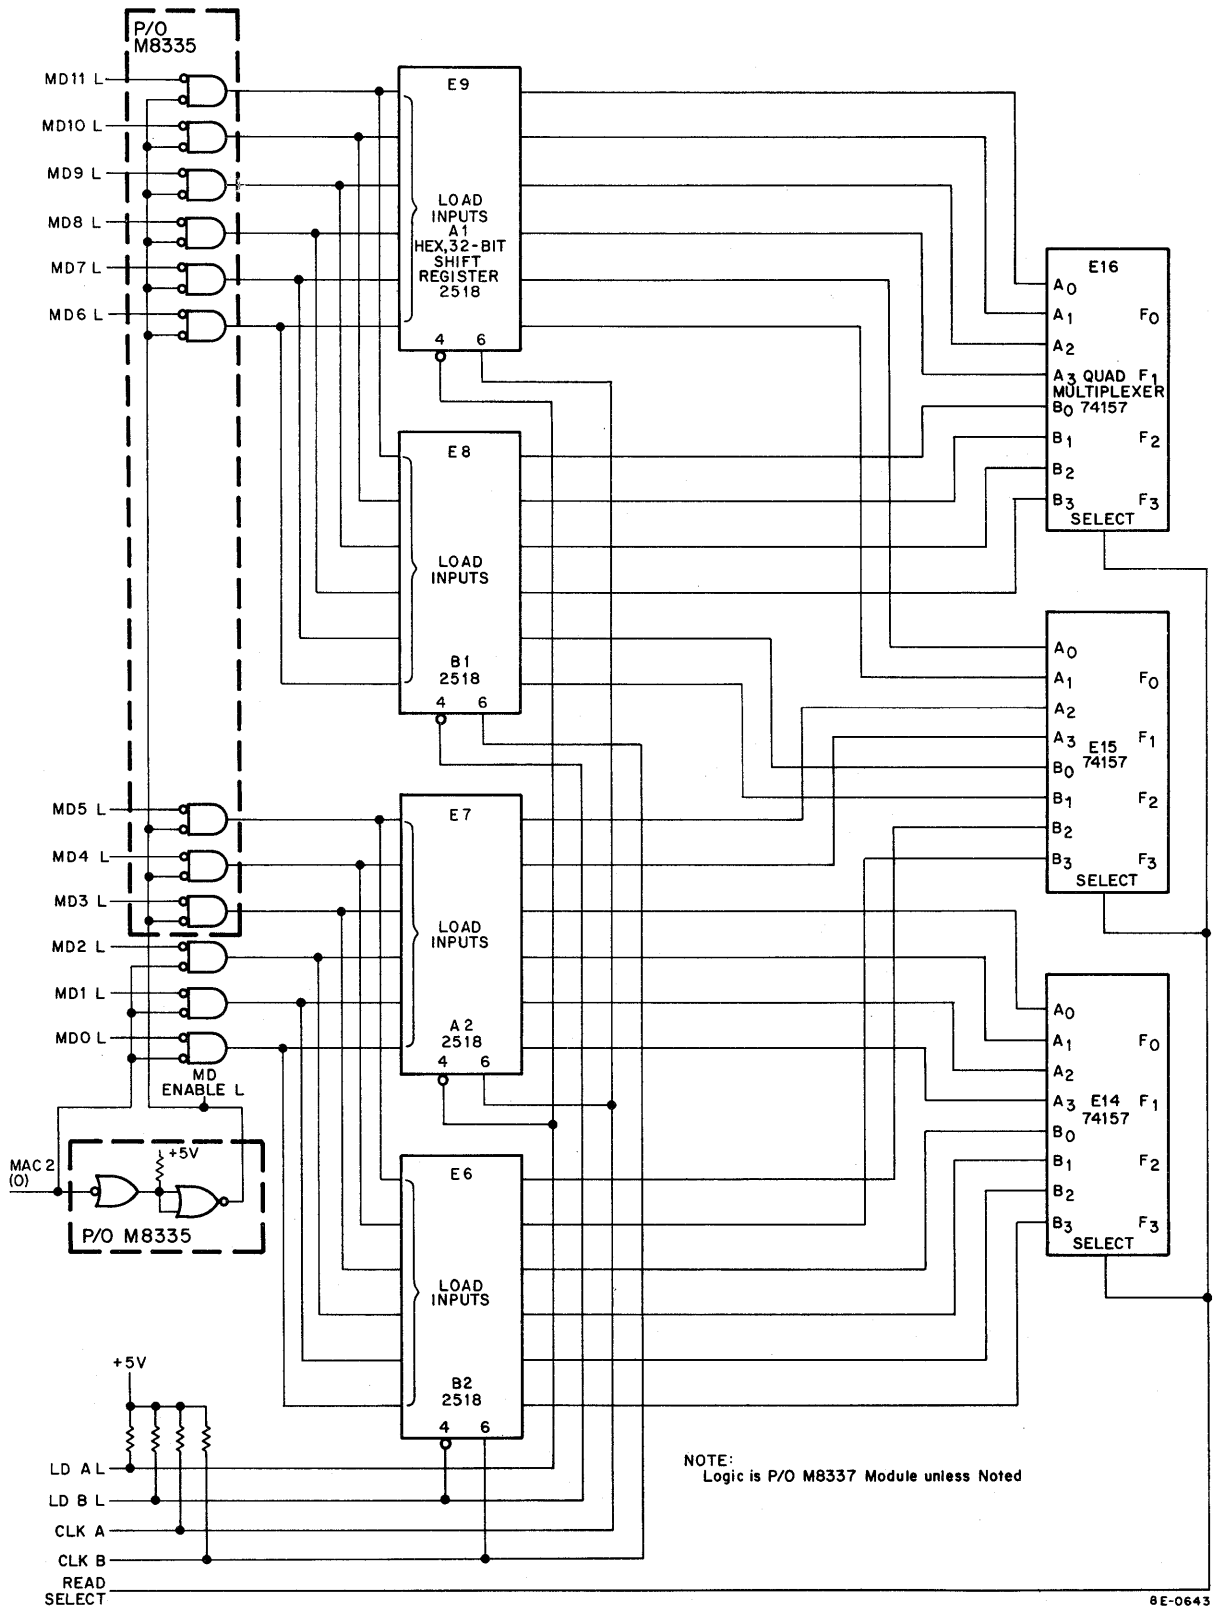 P/O
M8335
MD11 L
MD10 L
MD9 L
MD8 L
MD7 L
MD6 L
E9
LOAD
INPUTS
A1
HEX,32-BIT
SHIFT
REGISTER
2518
4 6
E16
A0
A1 F0
A2
A3 QUAD F1
MULTIPLEXER
B0 74157
B1 F2
B2
B3 F3
SELECT
E8
LOAD
INPUTS
B1
2518
4 6
A0
A1 F0
A2
A3 E15 F1
74157
B0
B1 F2
B2
B3 F3
SELECT
MD5 L
MD4 L
MD3 L
MD2 L
MD1 L
MD0 L
E7
LOAD
INPUTS
A2
2518
4 6
MD
ENABLE L
A0
A1 F0
A2
A3 E14 F1
74157
B0
B1 F2
B2
B3 F3
SELECT
MAC 2
(0)
+5V
P/O M8335
E6
LOAD
INPUTS
B2
2518
4 6
+5V
LD A L
LD B L
CLK A
CLK B
READ
SELECT
NOTE:
Logic is P/O M8337 Module unless Noted
8E-0643